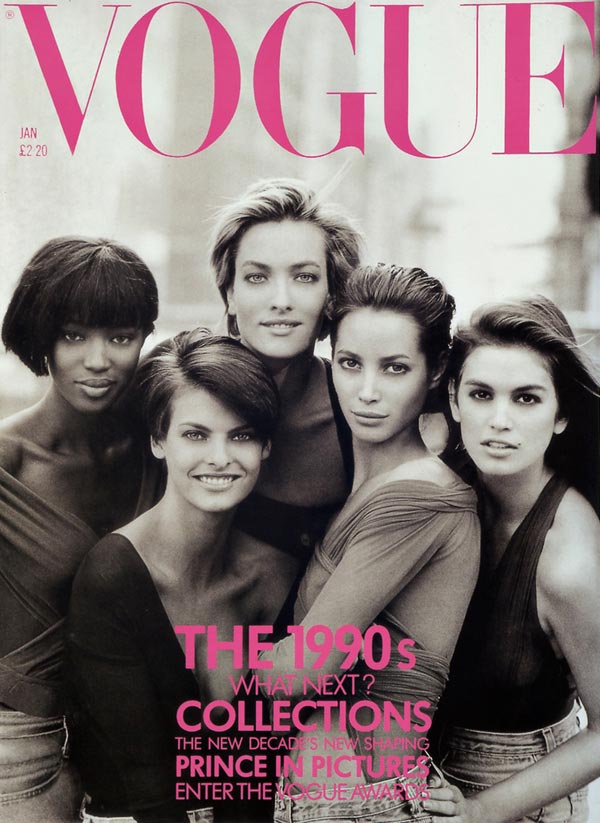 VOGUE
JAN
£2·20
THE 1990s
WHAT NEXT?
COLLECTIONS
THE NEW DECADE'S NEW SHAPING
PRINCE IN PICTURES
ENTER THE VOGUE AWARDS